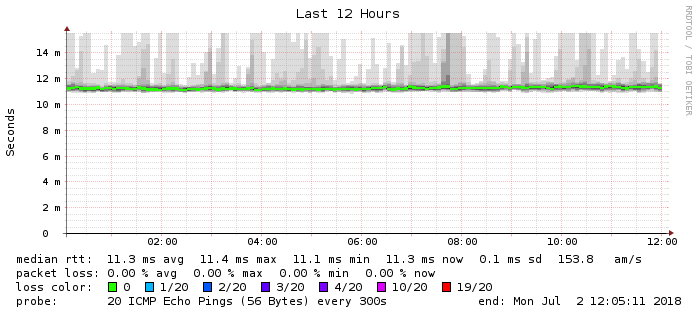 Last 12 Hours
RRDTOOL / TOBI OETIKER
Seconds
14 m
12 m
10 m
8 m
6 m
4 m
2 m
0
02:00 04:00 06:00 08:00 10:00 12:00
median rtt: 11.3 ms avg 11.4 ms max 11.1 ms min 11.3 ms now 0.1 ms sd 153.8 am/s
packet loss: 0.00 % avg 0.00 % max 0.00 % min 0.00 % now
loss color: 0 1/20 2/20 3/20 4/20 10/20 19/20
probe: 20 ICMP Echo Pings (56 Bytes) every 300s end: Mon Jul 2 12:05:11 2018